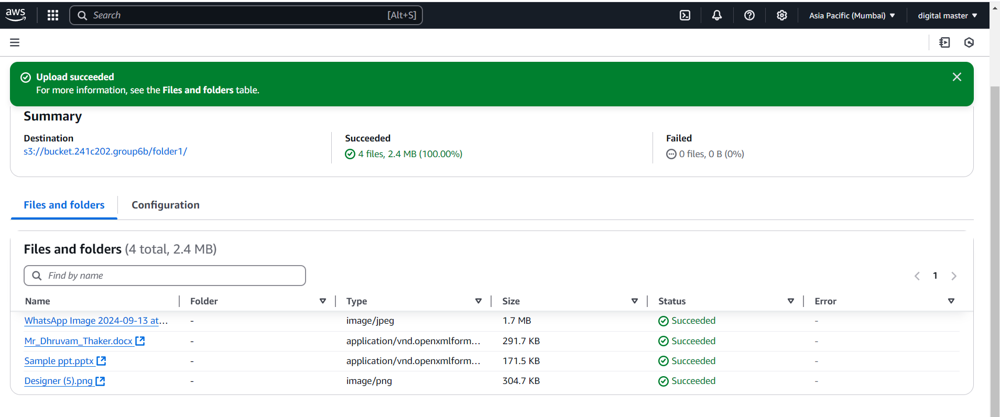 aws
Search [Alt+S] Asia Pacific (Mumbai) digital master
Upload succeeded
For more information, see the Files and folders table.
Summary
Destination Succeeded Failed
s3://bucket.241c202.group6b/folder1/ 4 files, 2.4 MB (100.00%) 0 files, 0 B (0%)
Files and folders Configuration
Files and folders (4 total, 2.4 MB)
Find by name 1
Name Folder Type Size Status Error
WhatsApp Image 2024-09-13 at... - image/jpeg 1.7 MB Succeeded -
Mr_Dhruvam_Thaker.docx - application/vnd.openxmlform... 291.7 KB Succeeded -
Sample ppt.pptx - application/vnd.openxmlform... 171.5 KB Succeeded -
Designer (5).png - image/png 304.7 KB Succeeded -